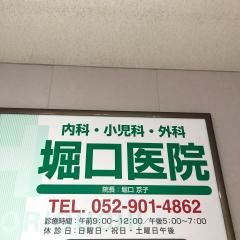 内科・小児科・外科
堀口医院
院長：堀口 京子
TEL. 052-901-4862
診療時間：午前9:00～12:00／午後5:00～7:00
休 診 日：日曜日・祝日・土曜日午後